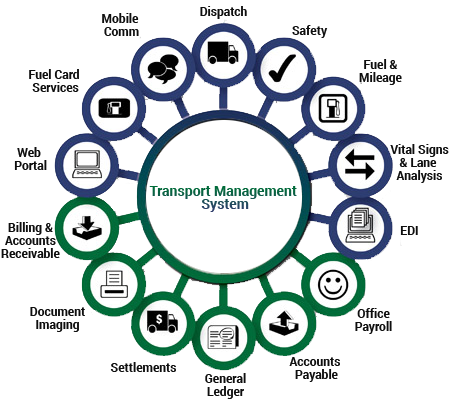 Dispatch
Mobile
Comm
Safety
Fuel Card
Services
Fuel &
Mileage
Web
Portal
Vital Signs
& Lane
Analysis
Transport Management
System
Billing &
Accounts
Receivable
EDI
Document
Imaging
Office
Payroll
$
Settlements
General
Ledger
Accounts
Payable